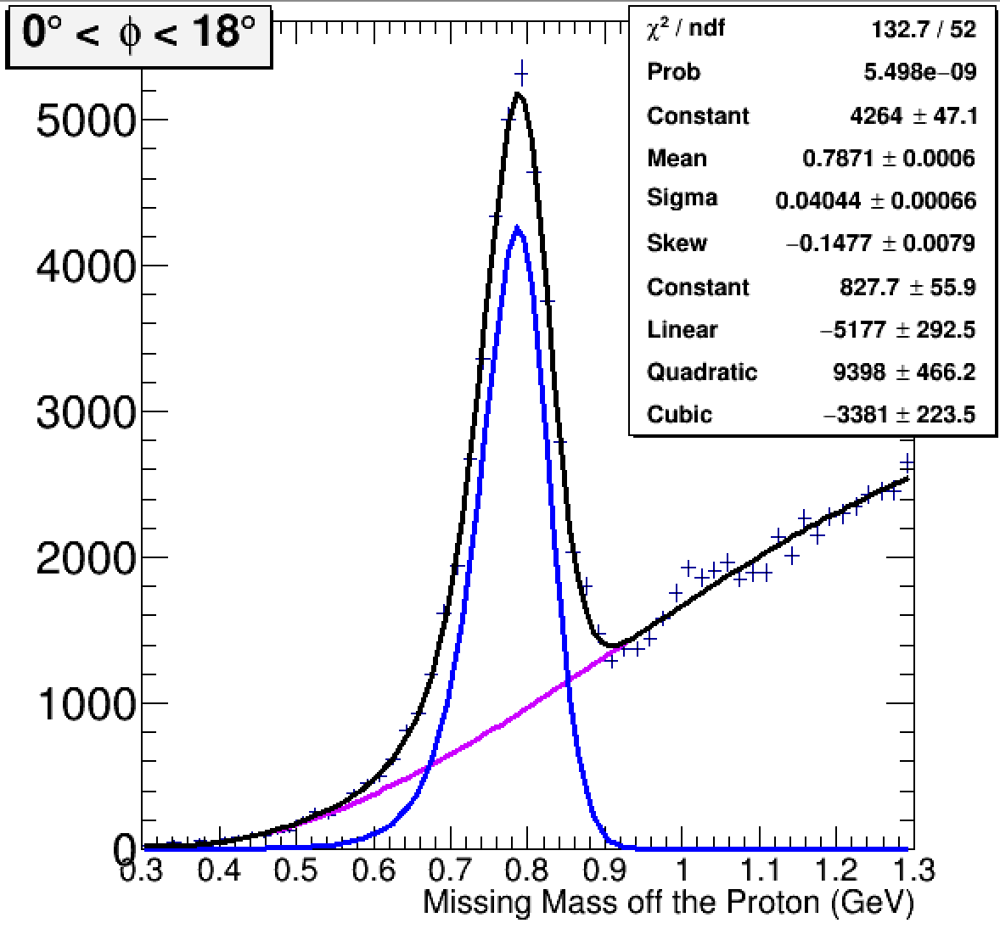 0° < ϕ < 18°
χ² / ndf 132.7 / 52
Prob 5.498e−09
Constant 4264 ± 47.1
Mean 0.7871 ± 0.0006
Sigma 0.04044 ± 0.00066
Skew −0.1477 ± 0.0079
Constant 827.7 ± 55.9
Linear −5177 ± 292.5
Quadratic 9398 ± 466.2
Cubic −3381 ± 223.5
5000
4000
3000
2000
1000
0
0.3 0.4 0.5 0.6 0.7 0.8 0.9 1 1.1 1.2 1.3
Missing Mass off the Proton (GeV)